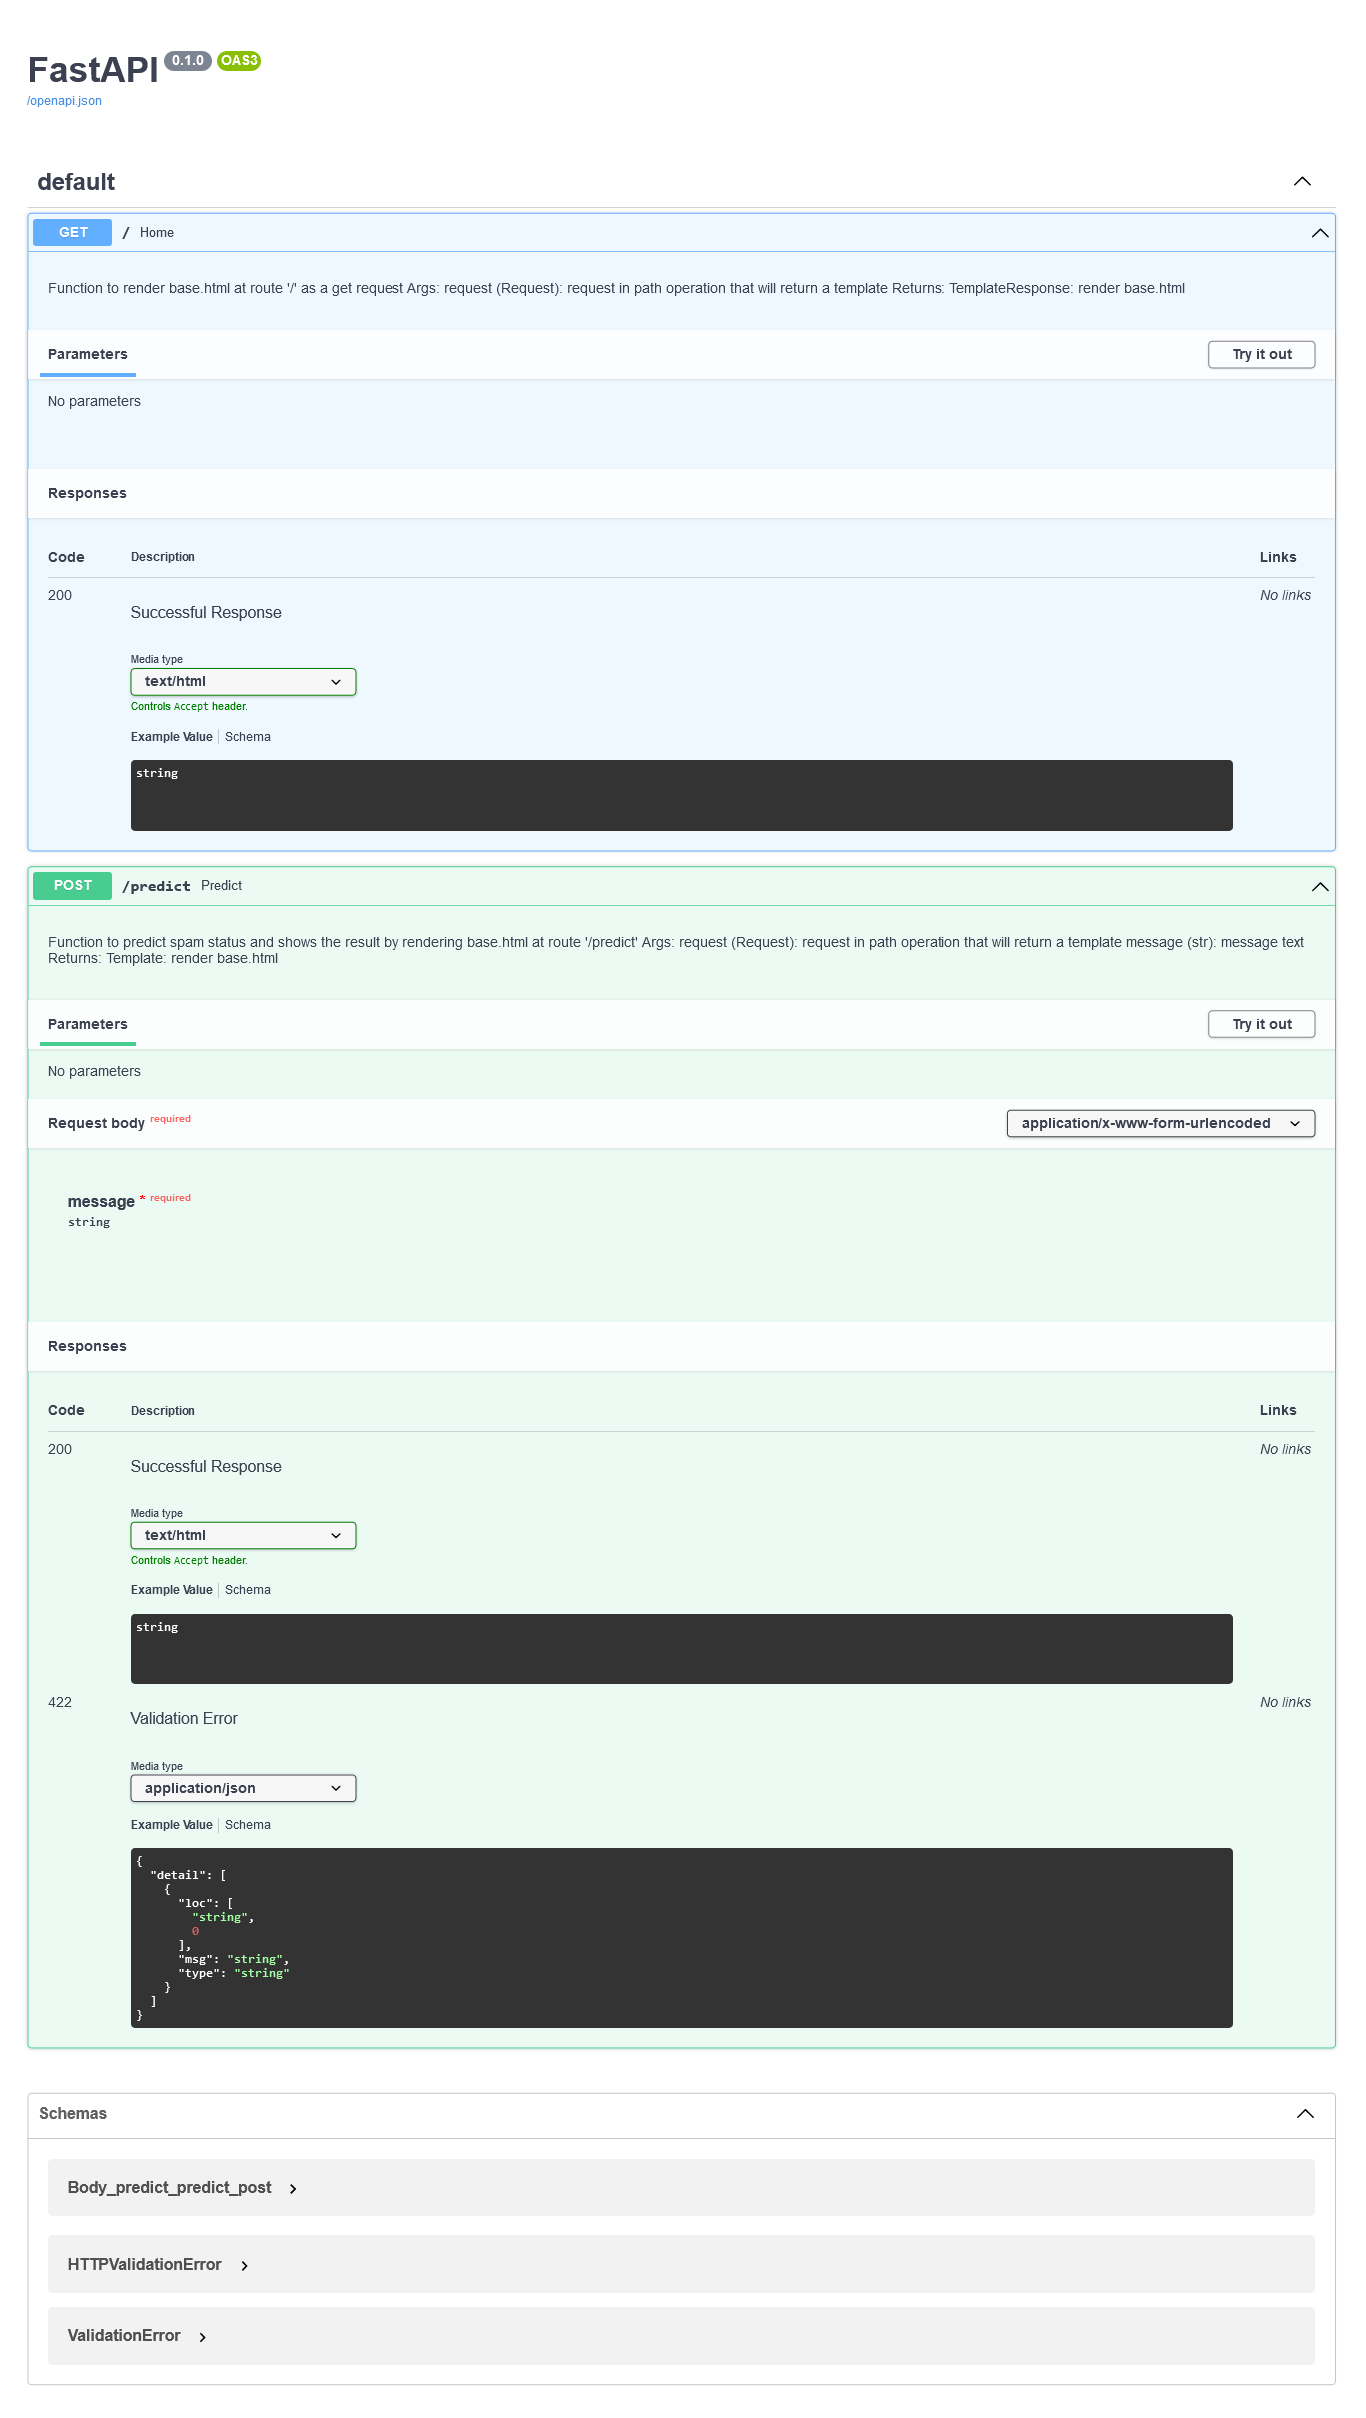 FastAPI 0.1.0 OAS3
/openapi.json
default
GET / Home
Function to render base.html at route '/' as a get request Args: request (Request): request in path operation that will return a template Returns: TemplateResponse: render base.html
Parameters Try it out
No parameters
Responses
Code Description Links
200 No links
Successful Response
Media type
text/html
Controls Accept header.
Example Value Schema
string
POST /predict Predict
Function to predict spam status and shows the result by rendering base.html at route '/predict' Args: request (Request): request in path operation that will return a template message (str): message text
Returns: Template: render base.html
Parameters Try it out
No parameters
Request body required application/x-www-form-urlencoded
message * required
string
Responses
Code Description Links
200 No links
Successful Response
Media type
text/html
Controls Accept header.
Example Value Schema
string
422 No links
Validation Error
Media type
application/json
Example Value Schema
{
  "detail": [
    {
      "loc": [
        "string",
        0
      ],
      "msg": "string",
      "type": "string"
    }
  ]
}
Schemas
Body_predict_predict_post
HTTPValidationError
ValidationError